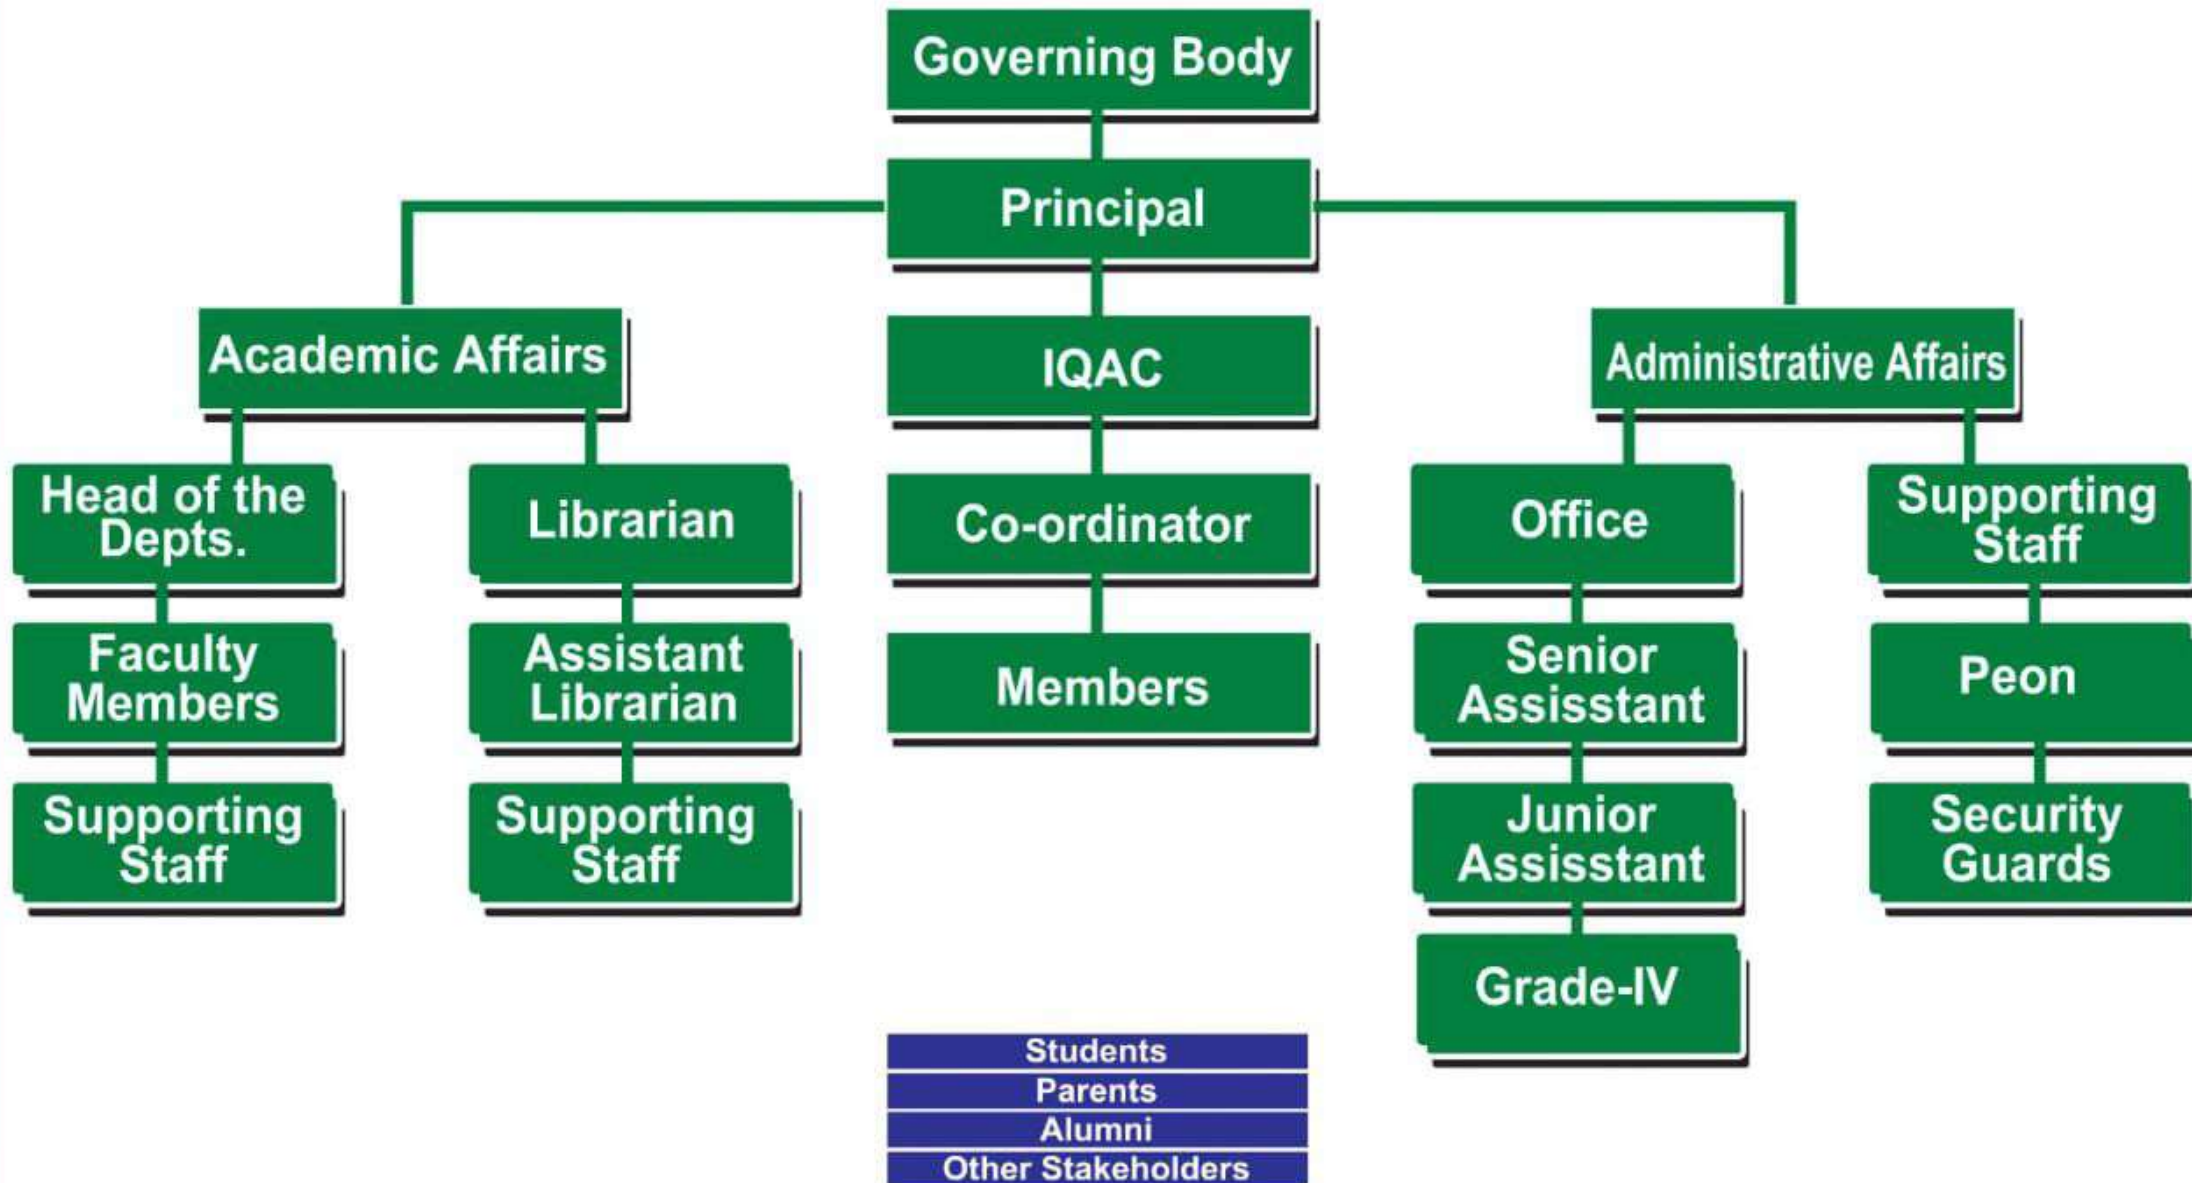 Governing Body
Principal
Academic Affairs
IQAC
Administrative Affairs
Head of the
Depts.
Librarian
Co-ordinator
Office
Supporting
Staff
Faculty
Members
Assistant
Librarian
Members
Senior
Assisstant
Peon
Supporting
Staff
Supporting
Staff
Junior
Assisstant
Security
Guards
Grade-IV
Students
Parents
Alumni
Other Stakeholders